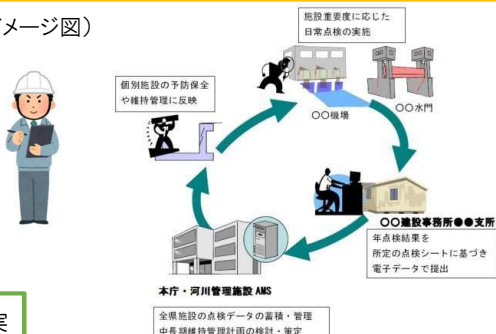 メージ図）
施設重要度に応じた
日常点検の実施
個別施設の予防保全
や維持管理に反映
〇〇機場
〇〇水門
〇〇建設事務所●●支所
年点検結果を
所定の点検シートに基づき
電子データで提出
本庁・河川管理施設 AMS
全県施設の点検データの蓄積・管理
中長期維持管理計画の検討・策定
実